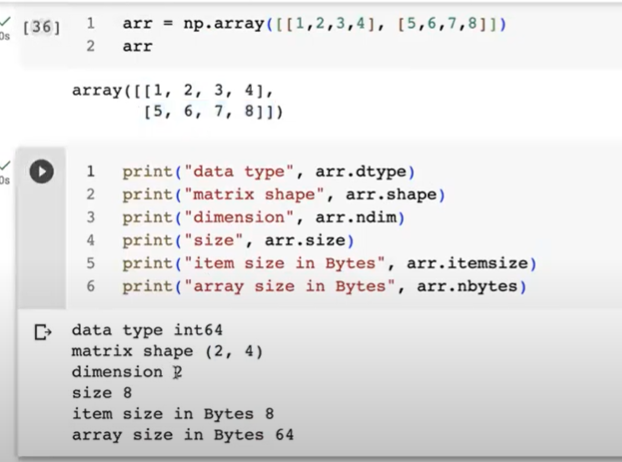 [36] 1 arr = np.array([[1,2,3,4], [5,6,7,8]])
0s
2 arr
array([[1, 2, 3, 4],
[5, 6, 7, 8]])
1 print("data type", arr.dtype)
0s
2 print("matrix shape", arr.shape)
3 print("dimension", arr.ndim)
4 print("size", arr.size)
5 print("item size in Bytes", arr.itemsize)
6 print("array size in Bytes", arr.nbytes)
data type int64
matrix shape (2, 4)
dimension 2
size 8
item size in Bytes 8
array size in Bytes 64